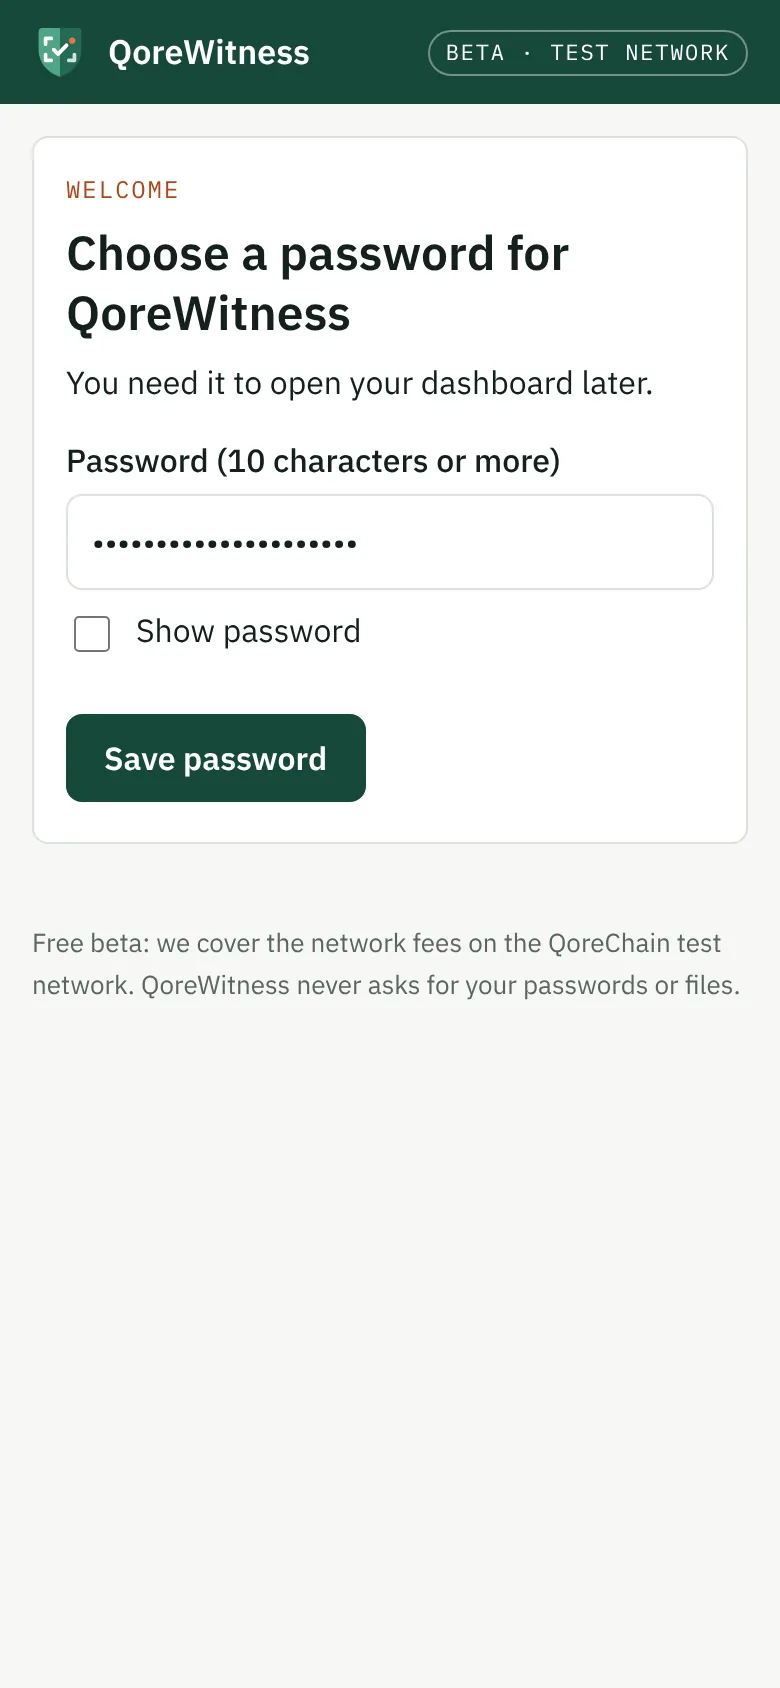 QoreWitness
BETA · TEST NETWORK
WELCOME
Choose a password for
QoreWitness
You need it to open your dashboard later.
Password (10 characters or more)
•••••••••••••••••••••
Show password
Save password
Free beta: we cover the network fees on the QoreChain test
network. QoreWitness never asks for your passwords or files.